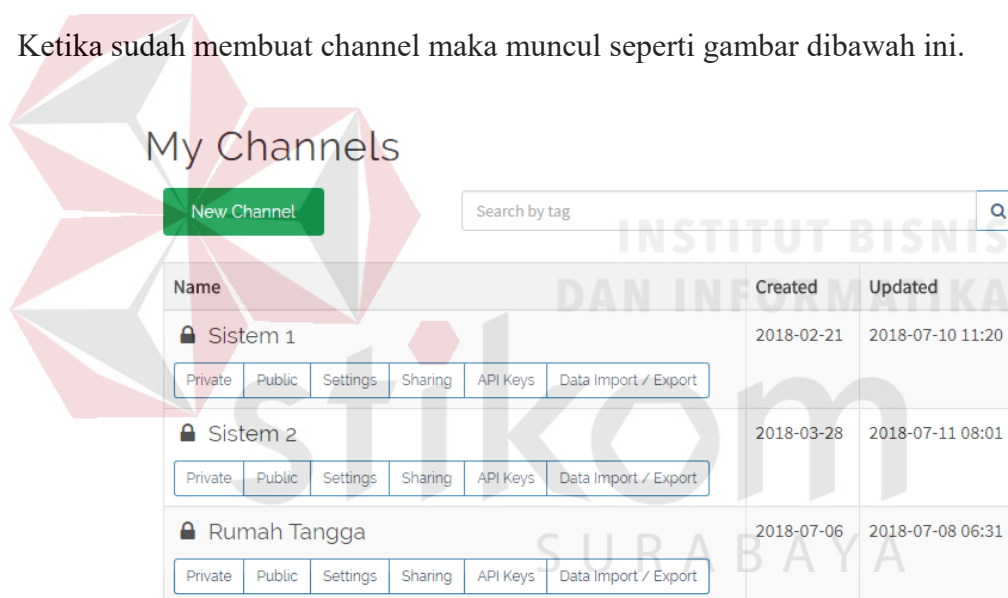 Ketika sudah membuat channel maka muncul seperti gambar dibawah ini.
My Channels
New Channel
Search by tag
INSTITUT BISNIS
DAN INFORMATIKA
Name Created Updated
Sistem 1 2018-02-21 2018-07-10 11:20
Private Public Settings Sharing API Keys Data Import / Export
stikom
Sistem 2 2018-03-28 2018-07-11 08:01
Private Public Settings Sharing API Keys Data Import / Export
Rumah Tangga 2018-07-06 2018-07-08 06:31
SURABAYA
Private Public Settings Sharing API Keys Data Import / Export